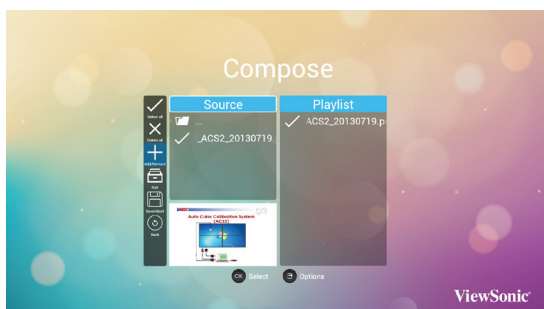 Compose
Source
Playlist
Select all
...
ACS2_20130719.p
Delete all
_ACS2_20130719.
Add/Remove
Sort
Save/Abort
Back
Auto Color Calibration System
(ACS2)
OK Select
Options
ViewSonic